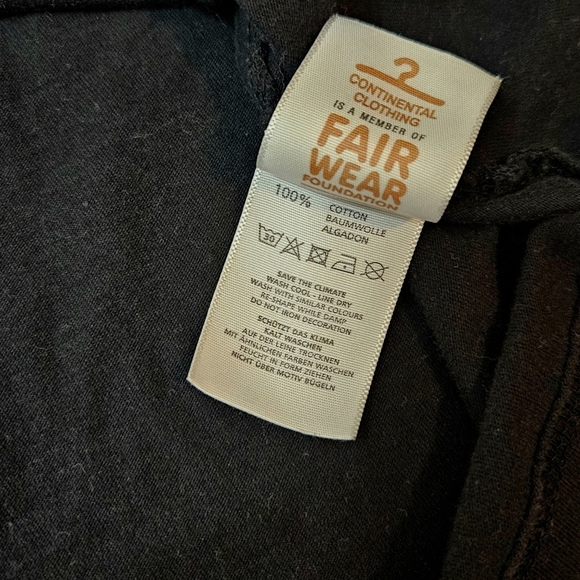 CONTINENTAL
CLOTHING
IS A MEMBER OF
FAIR
WEAR
FOUNDATION
100% COTTON
BAUMWOLLE
ALGADON
30
SAVE THE CLIMATE
WASH COOL - LINE DRY
WASH WITH SIMILAR COLOURS
RE-SHAPE WHILE DAMP
DO NOT IRON DECORATION
SCHÜTZT DAS KLIMA
KALT WASCHEN
AUF DER LEINE TROCKNEN
MIT ÄHNLICHEN FARBEN WASCHEN
FEUCHT IN FORM ZIEHEN
NICHT ÜBER MOTIV BÜGELN